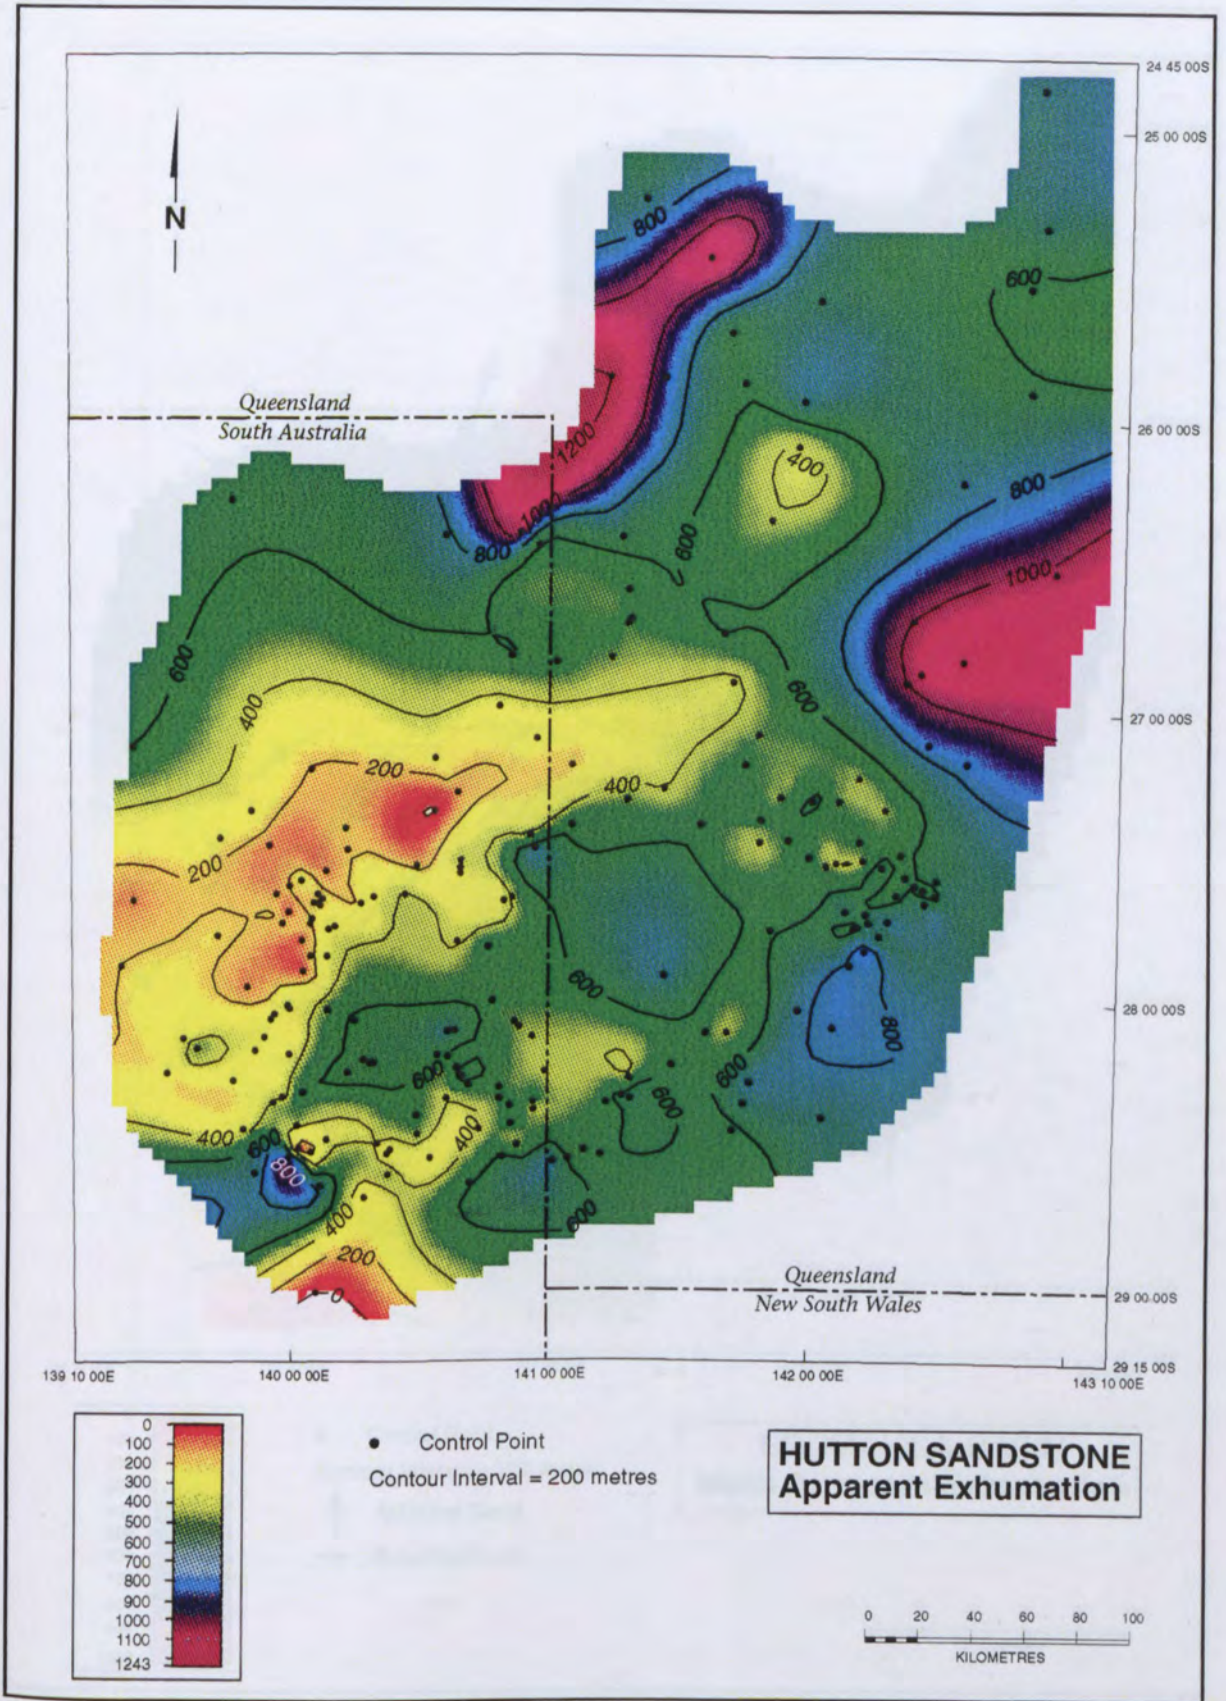 24 45 00S
25 00 00S
N
800
600
Queensland
South Australia
26 00 00S
1200
400
1000
800
800
600
1000
600
600
400
27 00 00S
200
400
200
600
28 00 00S
800
600
600
600
400
400
600
800
400
600
200
0
Queensland
New South Wales
29 00 00S
29 15 00S
139 10 00E
140 00 00E
141 00 00E
142 00 00E
143 10 00E
0
100
200
300
400
500
600
700
800
900
1000
1100
1243
Control Point
Contour Interval = 200 metres
HUTTON SANDSTONE
Apparent Exhumation
0 20 40 60 80 100
KILOMETRES